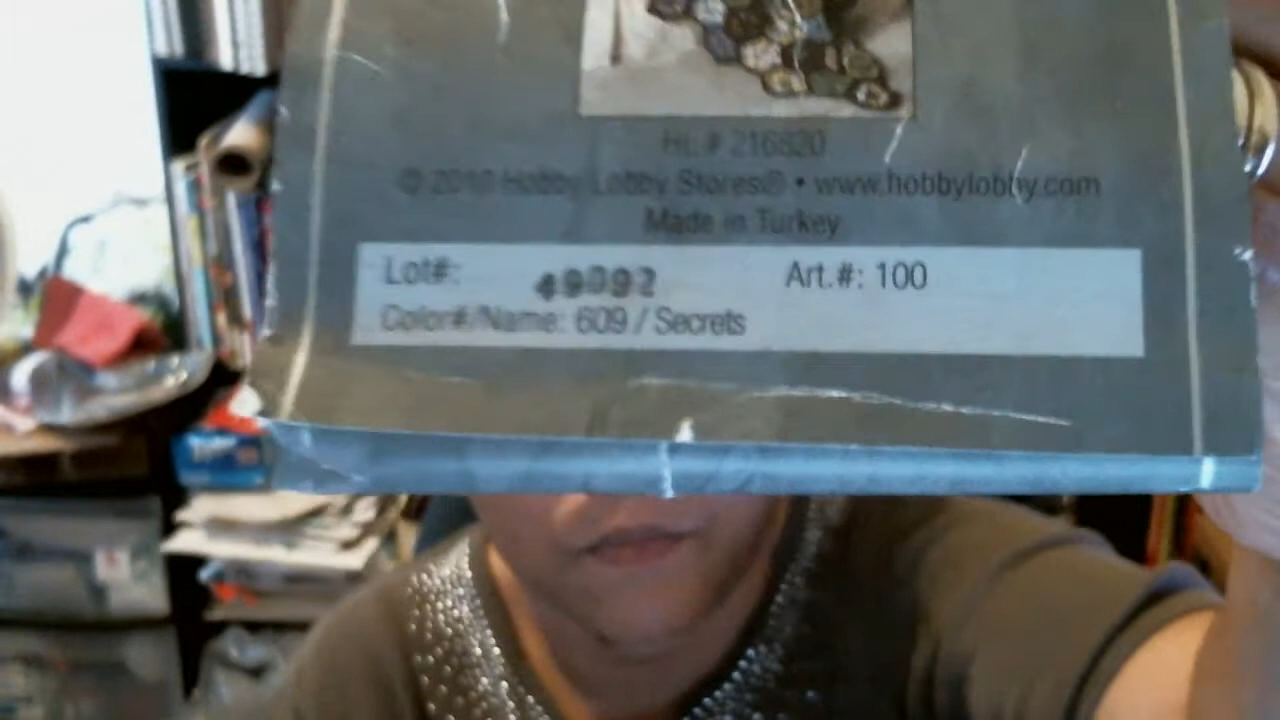 HL# 216820
© 2010 Hobby Lobby Stores® • www.hobbylobby.com
Made in Turkey
Lot#: 49092 Art.#: 100
Color#/Name: 609 / Secrets